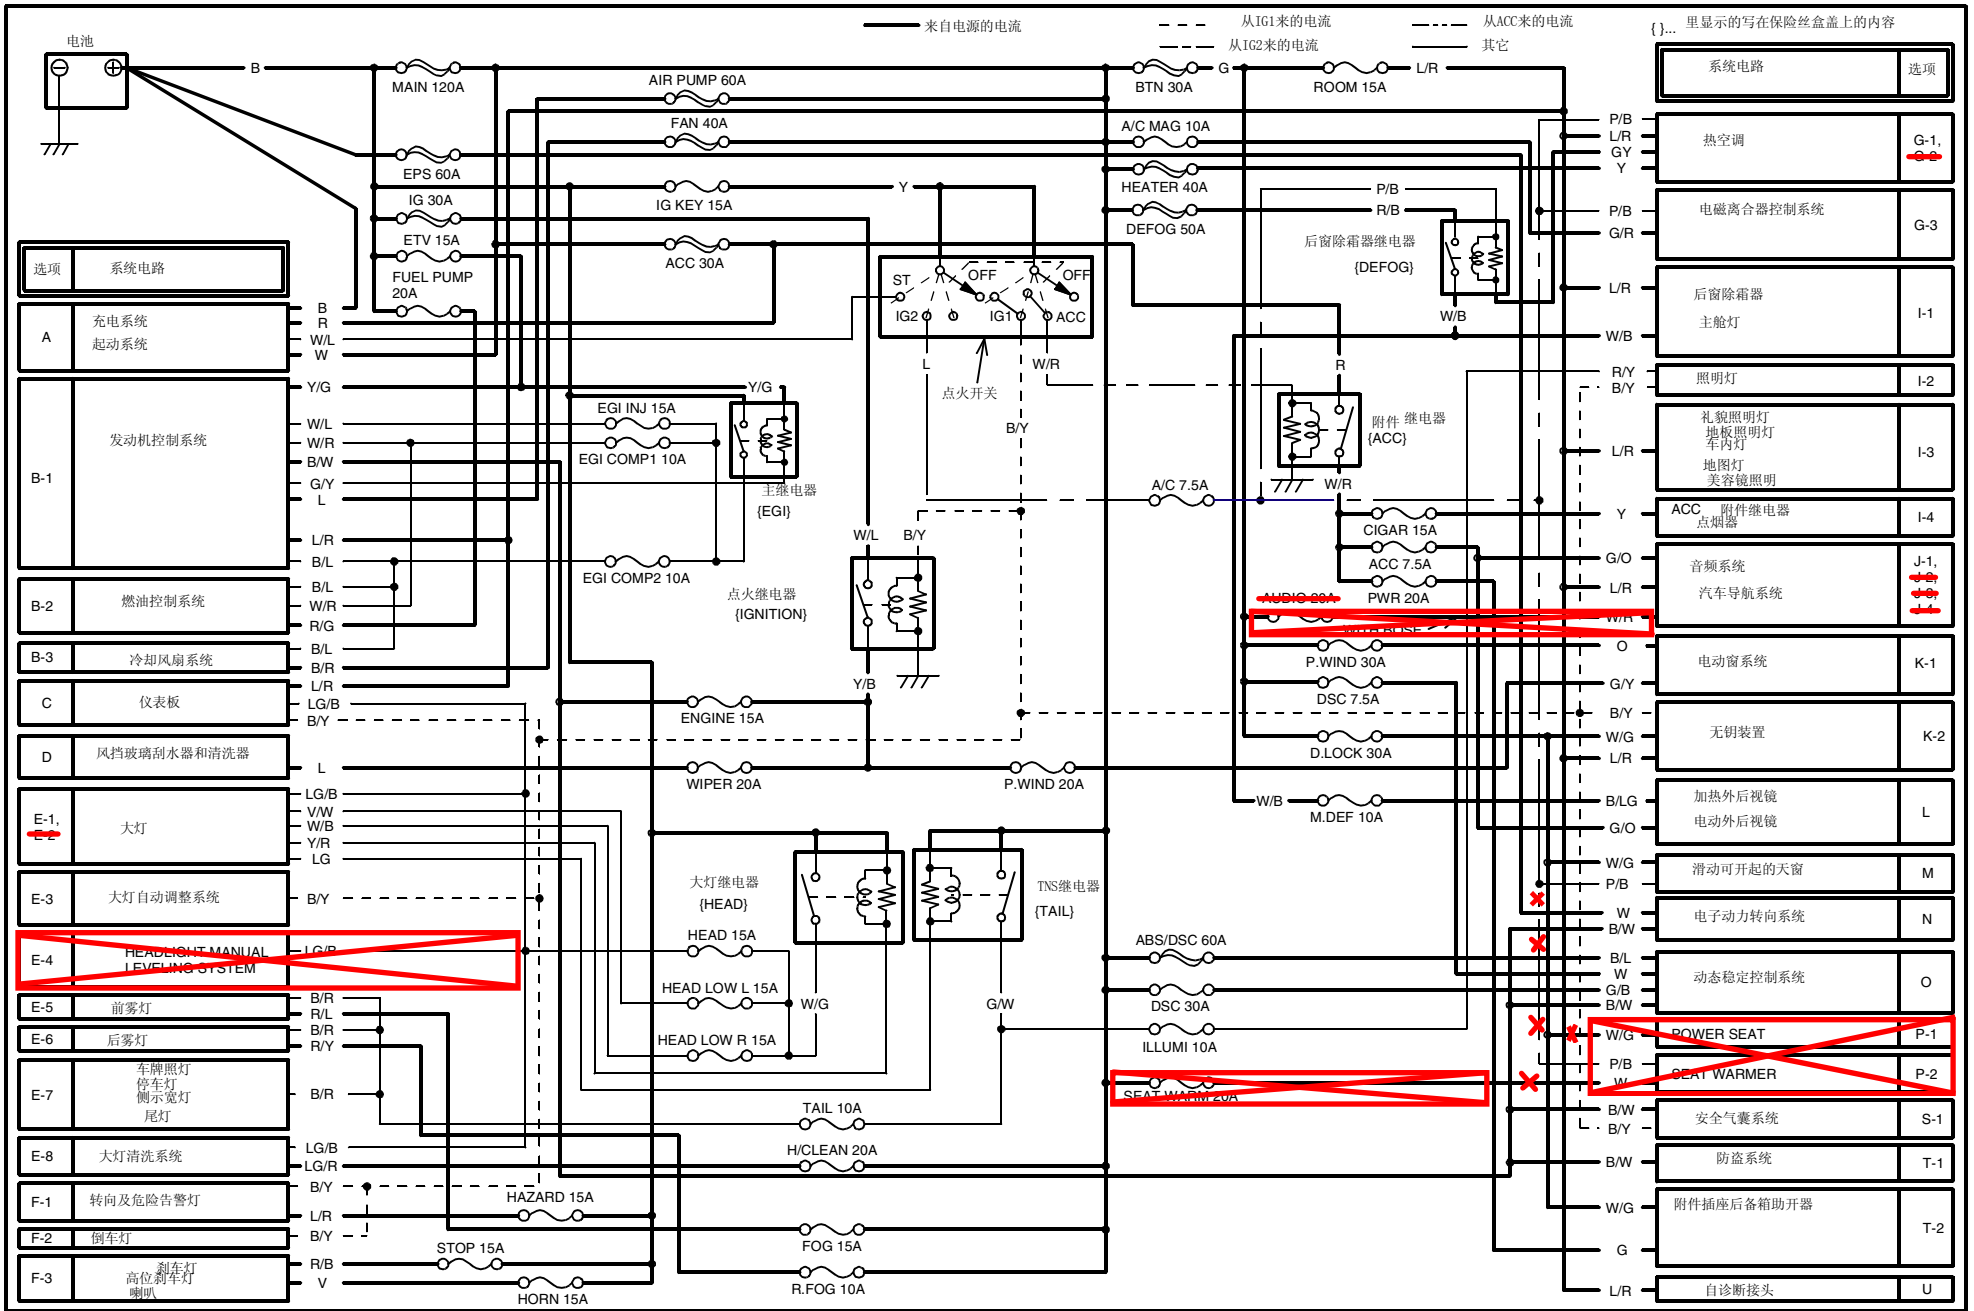 来自电源的电流
从IG1来的电流
从ACC来的电流
从IG2来的电流
其它
{ }... 里显示的写在保险丝盒盖上的内容
电池
B
MAIN 120A
EPS 60A
IG 30A
ETV 15A
FUEL PUMP
20A
AIR PUMP 60A
FAN 40A
IG KEY 15A
ACC 30A
Y
BTN 30A
G
ROOM 15A
L/R
A/C MAG 10A
HEATER 40A
DEFOG 50A
P/B
R/B
后窗除霜器继电器
{DEFOG}
W/B
ST
OFF
OFF
IG2
IG1
ACC
L
W/R
点火开关
B/Y
R
附件 继电器
{ACC}
W/R
A/C 7.5A
CIGAR 15A
ACC 7.5A
PWR 20A
AUDIO 20A
WITH BOSE
P.WIND 30A
DSC 7.5A
D.LOCK 30A
W/B
M.DEF 10A
Y/G
EGI INJ 15A
EGI COMP1 10A
主继电器
{EGI}
EGI COMP2 10A
W/L
B/Y
点火继电器
{IGNITION}
Y/B
ENGINE 15A
WIPER 20A
P.WIND 20A
大灯继电器
{HEAD}
TNS继电器
{TAIL}
HEAD 15A
HEAD LOW L 15A
W/G
G/W
HEAD LOW R 15A
ABS/DSC 60A
DSC 30A
ILLUMI 10A
SEAT WARM 20A
TAIL 10A
H/CLEAN 20A
HAZARD 15A
FOG 15A
STOP 15A
HORN 15A
R.FOG 10A
选项 系统电路
A
充电系统
起动系统
B
R
W/L
W
B-1
发动机控制系统
Y/G
W/L
W/R
B/W
G/Y
L
L/R
B/L
B-2
燃油控制系统
B/L
W/R
R/G
B-3
冷却风扇系统
B/L
B/R
C
仪表板
L/R
LG/B
B/Y
D
风挡玻璃刮水器和清洗器
L
E-1,
E-2
大灯
LG/B
V/W
W/B
Y/R
LG
E-3
大灯自动调整系统
B/Y
E-4
HEADLIGHT MANUAL
LEVELING SYSTEM
LG/B
E-5
前雾灯
B/R
R/L
E-6
后雾灯
B/R
R/Y
E-7
车牌照灯
停车灯
侧示宽灯
尾灯
B/R
E-8
大灯清洗系统
LG/B
LG/R
F-1
转向及危险告警灯
B/Y
L/R
F-2
倒车灯
B/Y
F-3
刹车灯
高位刹车灯
喇叭
R/B
V
系统电路 选项
P/B
L/R
GY
Y
热空调
G-1,
G-2
P/B
G/R
电磁离合器控制系统
G-3
L/R
W/B
后窗除霜器
主舱灯
I-1
R/Y
B/Y
照明灯
I-2
L/R
礼貌照明灯
地板照明灯
车内灯
地图灯
美容镜照明
I-3
Y
ACC 附件继电器
点烟器
I-4
G/O
L/R
W/R
音频系统
汽车导航系统
J-1,
J-2,
J-3,
J-4
O
G/Y
电动窗系统
K-1
B/Y
W/G
L/R
无钥装置
K-2
B/LG
G/O
加热外后视镜
电动外后视镜
L
W/G
P/B
滑动可开起的天窗
M
W
B/W
电子动力转向系统
N
B/L
W
G/B
B/W
动态稳定控制系统
O
W/G
POWER SEAT
P-1
P/B
W
SEAT WARMER
P-2
B/W
B/Y
安全气囊系统
S-1
B/W
防盗系统
T-1
W/G
G
附件插座后备箱助开器
T-2
L/R
自诊断接头
U